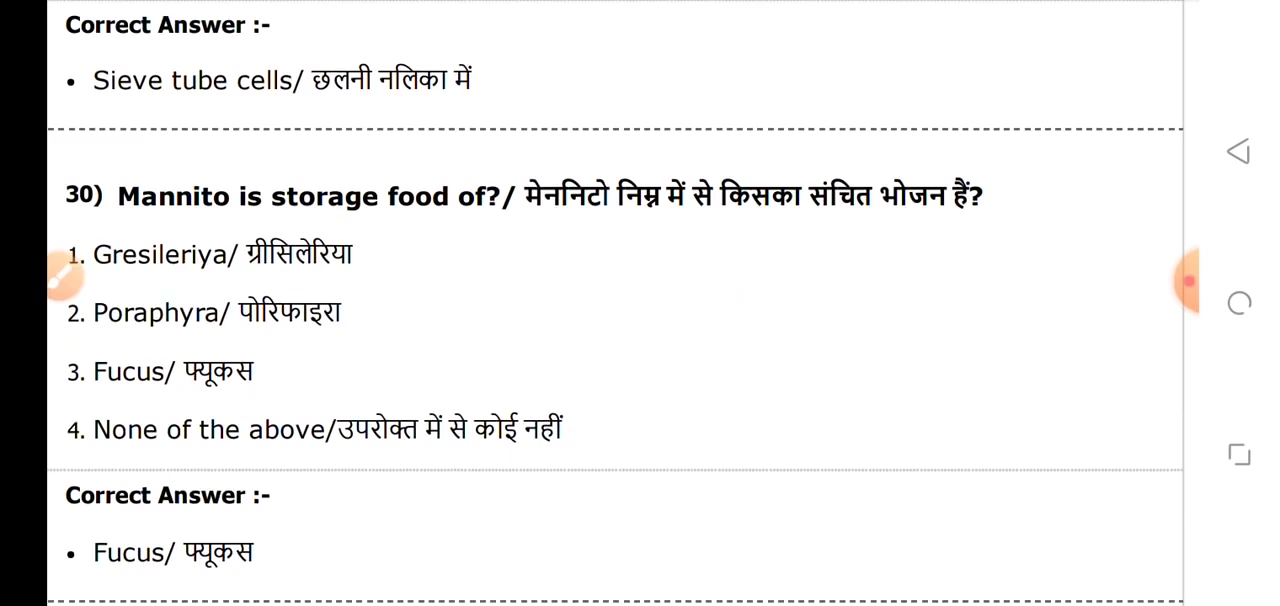 Correct Answer :-
• Sieve tube cells/ छलनी नलिका में
30) Mannito is storage food of?/ मेननिटो निम्न में से किसका संचित भोजन हैं?
1. Gresileriya/ ग्रीसिलेरिया
2. Poraphyra/ पोरिफाइरा
3. Fucus/ फ्यूकस
4. None of the above/उपरोक्त में से कोई नहीं
Correct Answer :-
• Fucus/ फ्यूकस